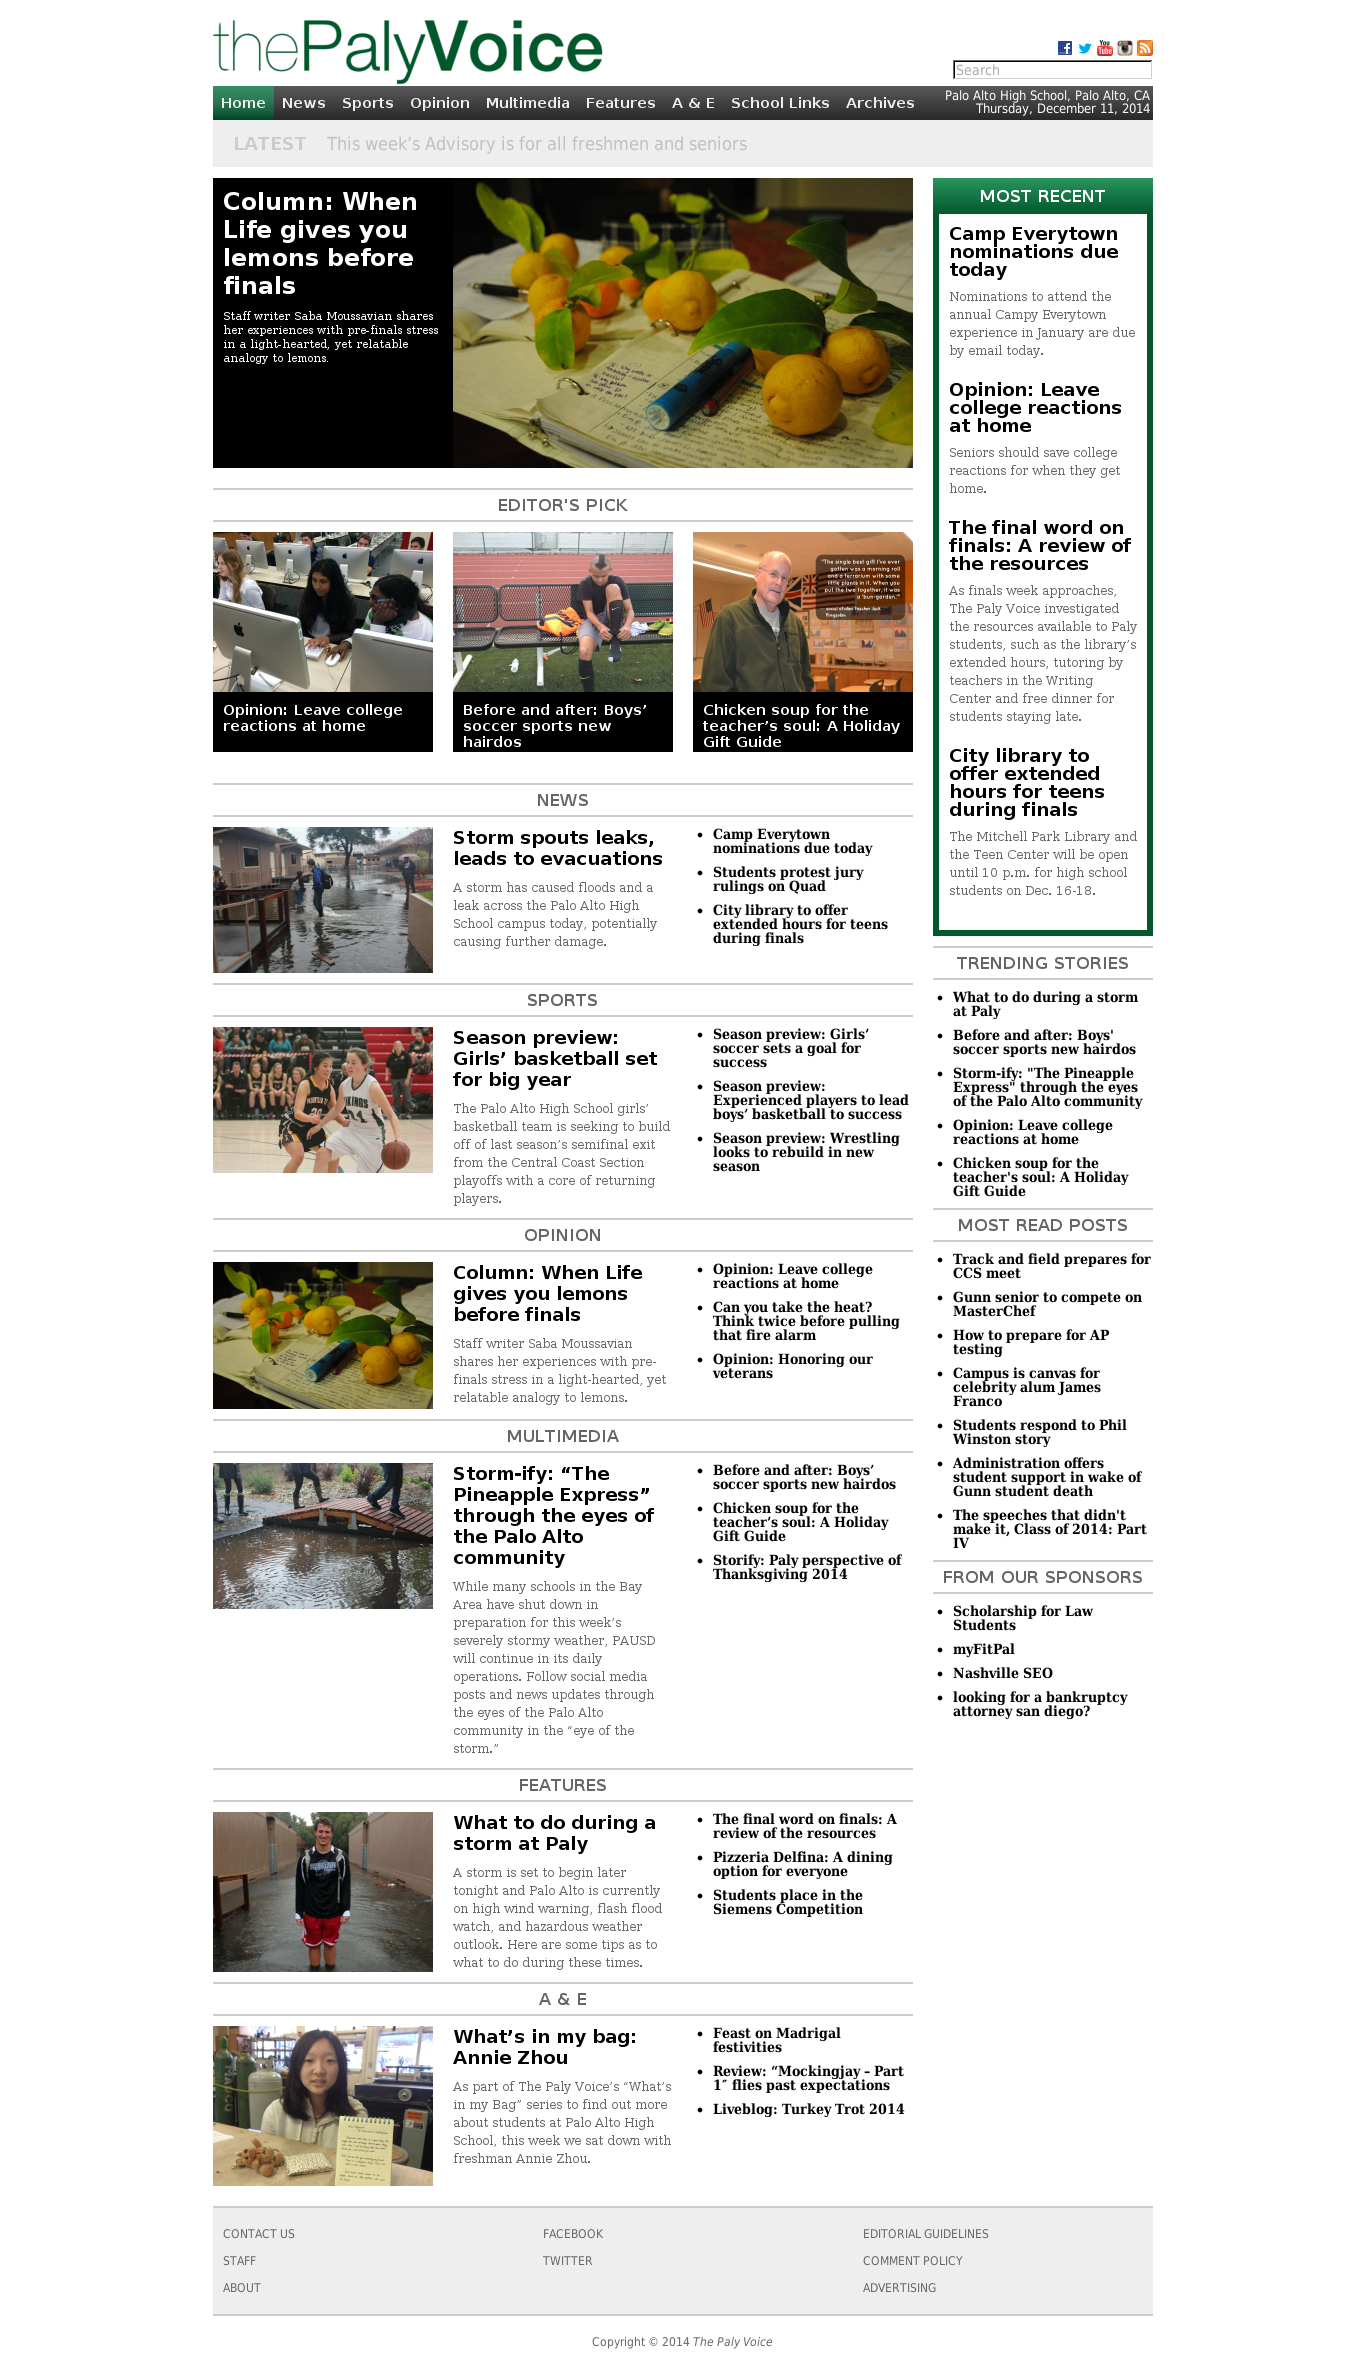 thePalyVoice
Search
Home News Sports Opinion Multimedia Features A & E School Links Archives
Palo Alto High School, Palo Alto, CA
Thursday, December 11, 2014
LATEST This week’s Advisory is for all freshmen and seniors
Column: When
Life gives you
lemons before
finals
Staff writer Saba Moussavian shares
her experiences with pre-finals stress
in a light-hearted, yet relatable
analogy to lemons.
EDITOR'S PICK
"The single best gift I've ever
gotten was a morning roll
and a terrarium with some
little plants in it. When you
put the two together, it was
a 'bun-garden.'"
Opinion: Leave college
reactions at home
Before and after: Boys’
soccer sports new
hairdos
Chicken soup for the
teacher’s soul: A Holiday
Gift Guide
NEWS
Storm spouts leaks,
leads to evacuations
A storm has caused floods and a
leak across the Palo Alto High
School campus today, potentially
causing further damage.
• Camp Everytown
nominations due today
• Students protest jury
rulings on Quad
• City library to offer
extended hours for teens
during finals
SPORTS
Season preview:
Girls’ basketball set
for big year
The Palo Alto High School girls’
basketball team is seeking to build
off of last season’s semifinal exit
from the Central Coast Section
playoffs with a core of returning
players.
• Season preview: Girls’
soccer sets a goal for
success
• Season preview:
Experienced players to lead
boys’ basketball to success
• Season preview: Wrestling
looks to rebuild in new
season
OPINION
Column: When Life
gives you lemons
before finals
Staff writer Saba Moussavian
shares her experiences with pre-
finals stress in a light-hearted, yet
relatable analogy to lemons.
• Opinion: Leave college
reactions at home
• Can you take the heat?
Think twice before pulling
that fire alarm
• Opinion: Honoring our
veterans
MULTIMEDIA
Storm-ify: “The
Pineapple Express”
through the eyes of
the Palo Alto
community
While many schools in the Bay
Area have shut down in
preparation for this week’s
severely stormy weather, PAUSD
will continue in its daily
operations. Follow social media
posts and news updates through
the eyes of the Palo Alto
community in the “eye of the
storm.”
• Before and after: Boys’
soccer sports new hairdos
• Chicken soup for the
teacher’s soul: A Holiday
Gift Guide
• Storify: Paly perspective of
Thanksgiving 2014
FEATURES
What to do during a
storm at Paly
A storm is set to begin later
tonight and Palo Alto is currently
on high wind warning, flash flood
watch, and hazardous weather
outlook. Here are some tips as to
what to do during these times.
• The final word on finals: A
review of the resources
• Pizzeria Delfina: A dining
option for everyone
• Students place in the
Siemens Competition
A & E
What’s in my bag:
Annie Zhou
As part of The Paly Voice’s “What’s
in my Bag” series to find out more
about students at Palo Alto High
School, this week we sat down with
freshman Annie Zhou.
• Feast on Madrigal
festivities
• Review: “Mockingjay – Part
1″ flies past expectations
• Liveblog: Turkey Trot 2014
MOST RECENT
Camp Everytown
nominations due
today
Nominations to attend the
annual Campy Everytown
experience in January are due
by email today.
Opinion: Leave
college reactions
at home
Seniors should save college
reactions for when they get
home.
The final word on
finals: A review of
the resources
As finals week approaches,
The Paly Voice investigated
the resources available to Paly
students, such as the library’s
extended hours, tutoring by
teachers in the Writing
Center and free dinner for
students staying late.
City library to
offer extended
hours for teens
during finals
The Mitchell Park Library and
the Teen Center will be open
until 10 p.m. for high school
students on Dec. 16-18.
TRENDING STORIES
• What to do during a storm
at Paly
• Before and after: Boys'
soccer sports new hairdos
• Storm-ify: "The Pineapple
Express" through the eyes
of the Palo Alto community
• Opinion: Leave college
reactions at home
• Chicken soup for the
teacher's soul: A Holiday
Gift Guide
MOST READ POSTS
• Track and field prepares for
CCS meet
• Gunn senior to compete on
MasterChef
• How to prepare for AP
testing
• Campus is canvas for
celebrity alum James
Franco
• Students respond to Phil
Winston story
• Administration offers
student support in wake of
Gunn student death
• The speeches that didn't
make it, Class of 2014: Part
IV
FROM OUR SPONSORS
• Scholarship for Law
Students
• myFitPal
• Nashville SEO
• looking for a bankruptcy
attorney san diego?
CONTACT US
STAFF
ABOUT
FACEBOOK
TWITTER
EDITORIAL GUIDELINES
COMMENT POLICY
ADVERTISING
Copyright © 2014 The Paly Voice